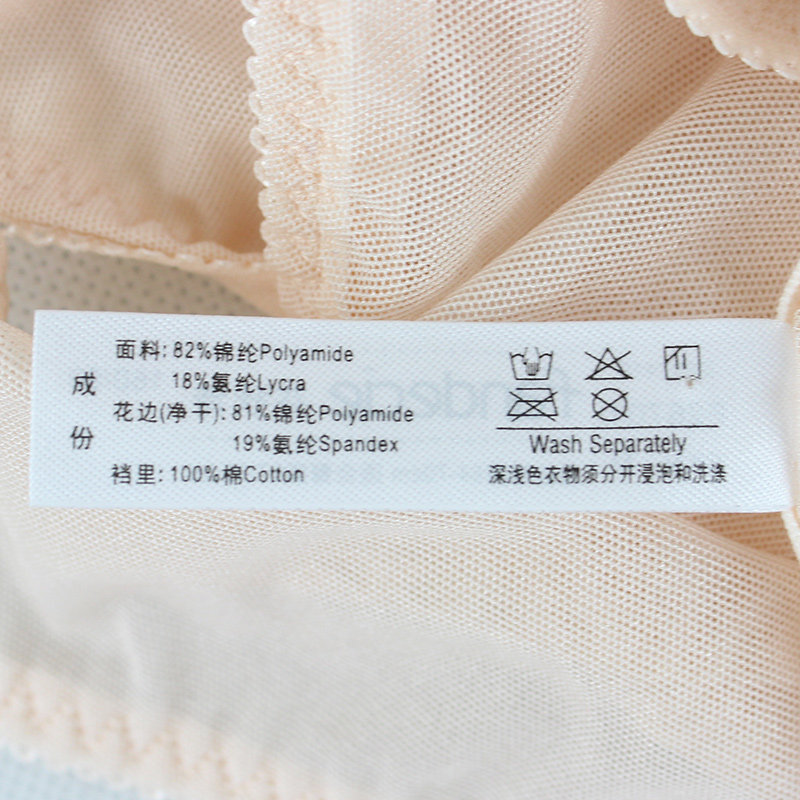 成份
面料: 82%锦纶Polyamide
18%氨纶Lycra
花边(净干): 81%锦纶Polyamide
19%氨纶Spandex
裆里: 100%棉Cotton
Wash Separately
深浅色衣物须分开浸泡和洗涤